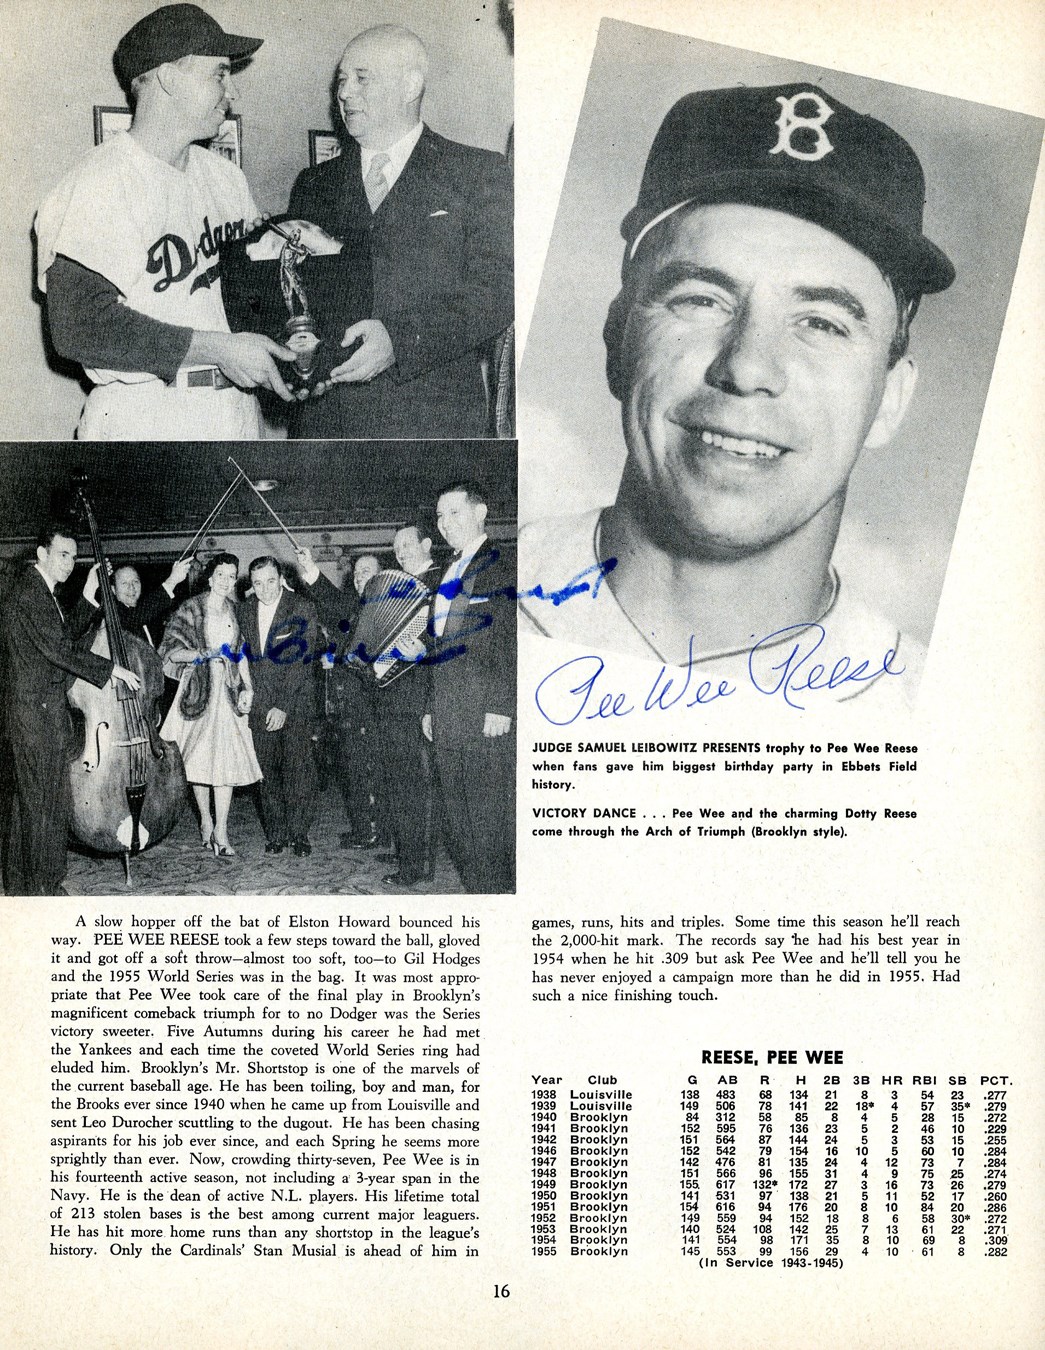 Dodgers
B
Pee Wee Reese
JUDGE SAMUEL LEIBOWITZ PRESENTS trophy to Pee Wee Reese
when fans gave him biggest birthday party in Ebbets Field
history.
VICTORY DANCE . . . Pee Wee and the charming Dotty Reese
come through the Arch of Triumph (Brooklyn style).
A slow hopper off the bat of Elston Howard bounced his
way. PEE WEE REESE took a few steps toward the ball, gloved
it and got off a soft throw—almost too soft, too—to Gil Hodges
and the 1955 World Series was in the bag. It was most appro-
priate that Pee Wee took care of the final play in Brooklyn's
magnificent comeback triumph for to no Dodger was the Series
victory sweeter. Five Autumns during his career he had met
the Yankees and each time the coveted World Series ring had
eluded him. Brooklyn's Mr. Shortstop is one of the marvels of
the current baseball age. He has been toiling, boy and man, for
the Brooks ever since 1940 when he came up from Louisville and
sent Leo Durocher scuttling to the dugout. He has been chasing
aspirants for his job ever since, and each Spring he seems more
sprightly than ever. Now, crowding thirty-seven, Pee Wee is in
his fourteenth active season, not including a 3-year span in the
Navy. He is the dean of active N.L. players. His lifetime total
of 213 stolen bases is the best among current major leaguers.
He has hit more home runs than any shortstop in the league's
history. Only the Cardinals' Stan Musial is ahead of him in
games, runs, hits and triples. Some time this season he'll reach
the 2,000-hit mark. The records say he had his best year in
1954 when he hit .309 but ask Pee Wee and he'll tell you he
has never enjoyed a campaign more than he did in 1955. Had
such a nice finishing touch.
REESE, PEE WEE
Year Club G AB R H 2B 3B HR RBI SB PCT.
1938 Louisville 138 483 68 134 21 8 3 54 23 .277
1939 Louisville 149 506 78 141 22 18* 4 57 35* .279
1940 Brooklyn 84 312 58 85 8 4 5 28 15 .272
1941 Brooklyn 152 595 76 136 23 5 2 46 10 .229
1942 Brooklyn 151 564 87 144 24 5 3 53 15 .255
1946 Brooklyn 152 542 79 154 16 10 5 60 10 .284
1947 Brooklyn 142 476 81 135 24 4 12 73 7 .284
1948 Brooklyn 151 566 96 155 31 4 9 75 25 .274
1949 Brooklyn 155 617 132* 172 27 3 16 73 26 .279
1950 Brooklyn 141 531 97 138 21 5 11 52 17 .260
1951 Brooklyn 154 616 94 176 20 8 10 84 20 .286
1952 Brooklyn 149 559 94 152 18 8 6 58 30* .272
1953 Brooklyn 140 524 108 142 25 7 13 61 22 .271
1954 Brooklyn 141 554 98 171 35 8 10 69 8 .309
1955 Brooklyn 145 553 99 156 29 4 10 61 8 .282
(In Service 1943-1945)
16